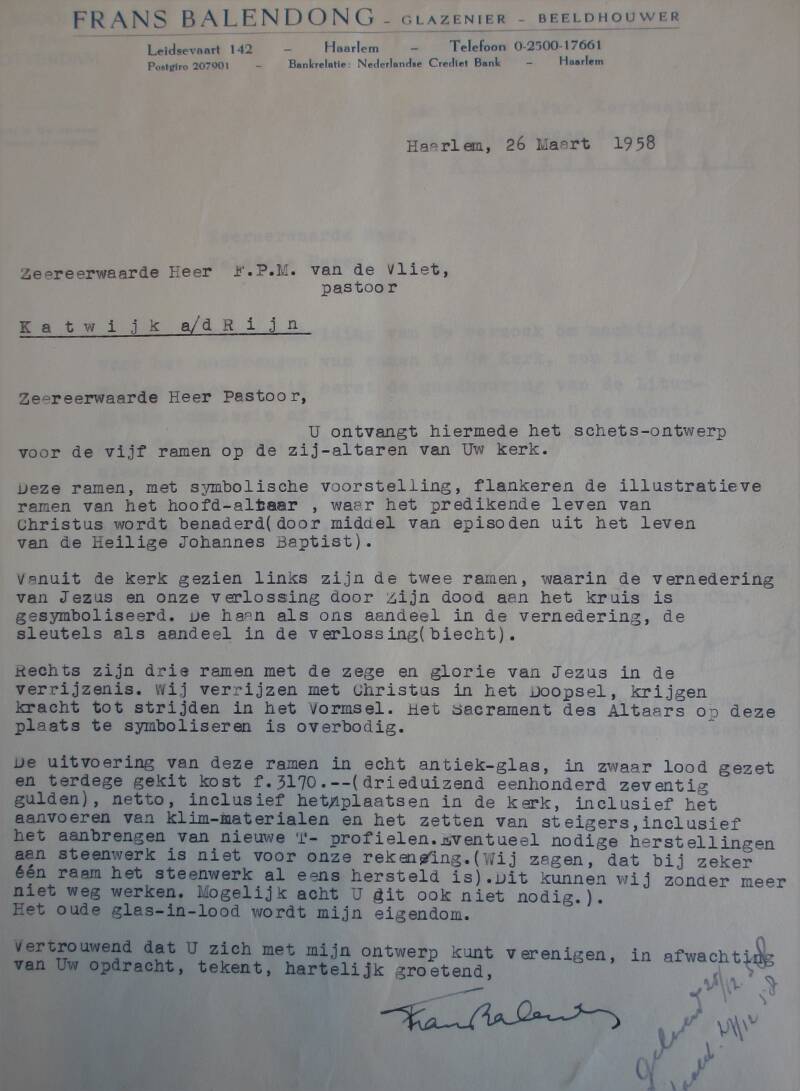 FRANS BALENDONG - GLAZENIER - BEELDHOUWER
Leidsevaart 142 - Haarlem - Telefoon 0-2500-17661
Postgiro 207901 - Bankrelatie: Nederlandse Crediet Bank - Haarlem
Haarlem, 26 Maart 1958
Zeereerwaarde Heer F.P.M. van de Vliet,
pastoor
K a t w i j k a/d R i j n
Zeereerwaarde Heer Pastoor,
U ontvangt hiermede het schets-ontwerp
voor de vijf ramen op de zij-altaren van Uw kerk.
Deze ramen, met symbolische voorstelling, flankeren de illustratieve
ramen van het hoofd-altaar , waar het predikende leven van
Christus wordt benaderd(door middel van episoden uit het leven
van de Heilige Johannes Baptist).
Vanuit de kerk gezien links zijn de twee ramen, waarin de vernedering
van Jezus en onze verlossing door Zijn dood aan het kruis is
gesymboliseerd. De haan als ons aandeel in de vernedering, de
sleutels als aandeel in de verlossing(biecht).
Rechts zijn drie ramen met de zege en glorie van Jezus in de
verrijzenis. Wij verrijzen met Christus in het Doopsel, krijgen
kracht tot strijden in het Vormsel. Het Sacrament des Altaars op deze
plaats te symboliseren is overbodig.
De uitvoering van deze ramen in echt antiek-glas, in zwaar lood gezet
en terdege gekit kost f.3170.--(drieduizend eenhonderd zeventig
gulden), netto, inclusief het plaatsen in de kerk, inclusief het
aanvoeren van klim-materialen en het zetten van steigers,inclusief
het aanbrengen van nieuwe T- profielen.Eventueel nodige herstellingen
aan steenwerk is niet voor onze rekening.(Wij zagen, dat bij zeker
één raam het steenwerk al eens hersteld is).Dit kunnen wij zonder meer
niet weg werken. Mogelijk acht U dit ook niet nodig.).
Het oude glas-in-lood wordt mijn eigendom.
Vertrouwend dat U zich met mijn ontwerp kunt verenigen, in afwachting
van Uw opdracht, tekent, hartelijk groetend,
Frans Balendong